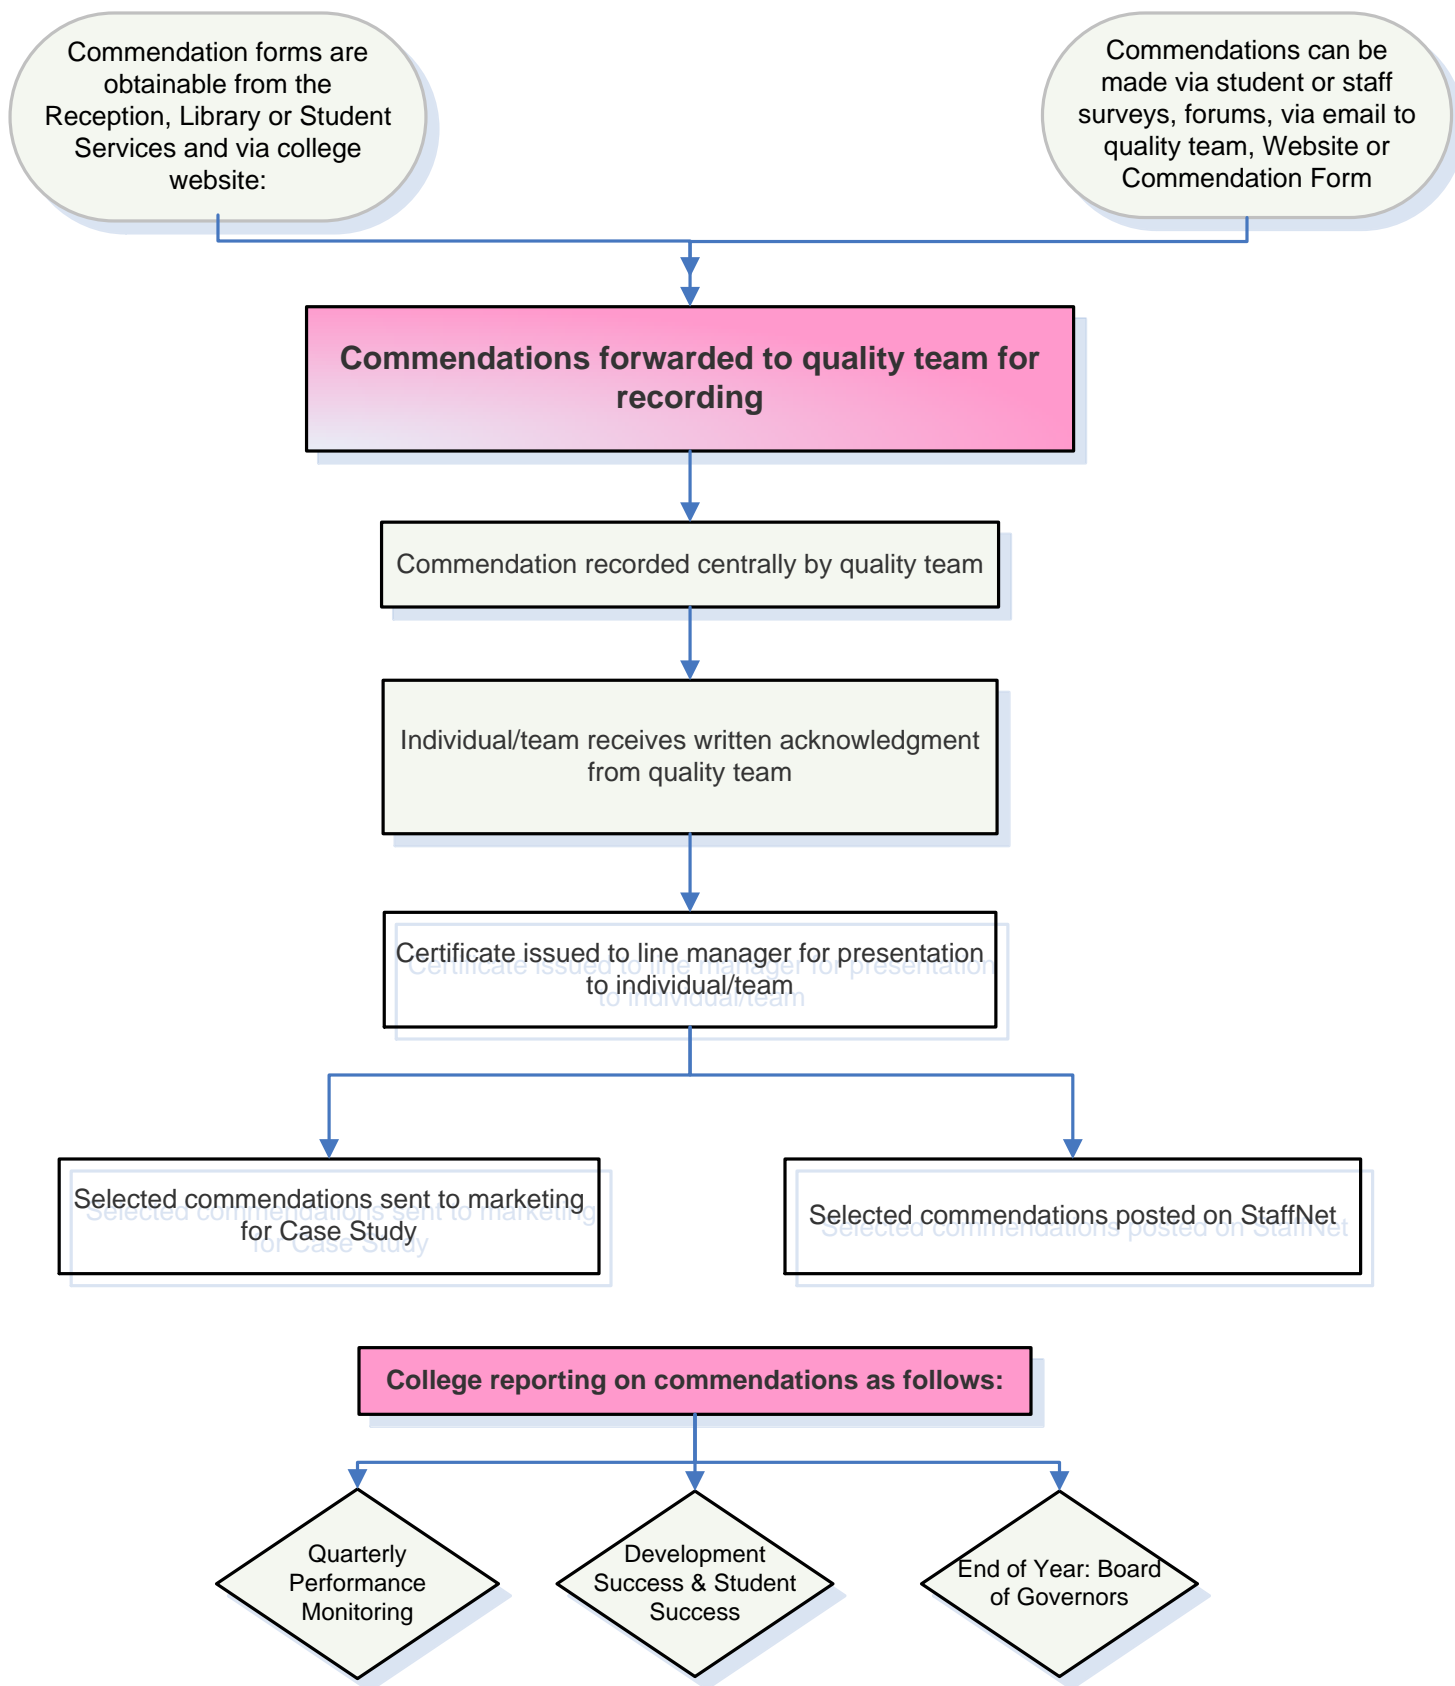 Commendation forms are
obtainable from the
Reception, Library or Student
Services and via college
website:
Commendations can be
made via student or staff
surveys, forums, via email to
quality team, Website or
Commendation Form
Commendations forwarded to quality team for
recording
Commendation recorded centrally by quality team
Individual/team receives written acknowledgment
from quality team
Certificate issued to line manager for presentation
to individual/team
Selected commendations sent to marketing
for Case Study
Selected commendations posted on StaffNet
College reporting on commendations as follows:
Quarterly
Performance
Monitoring
Development
Success & Student
Success
End of Year: Board
of Governors